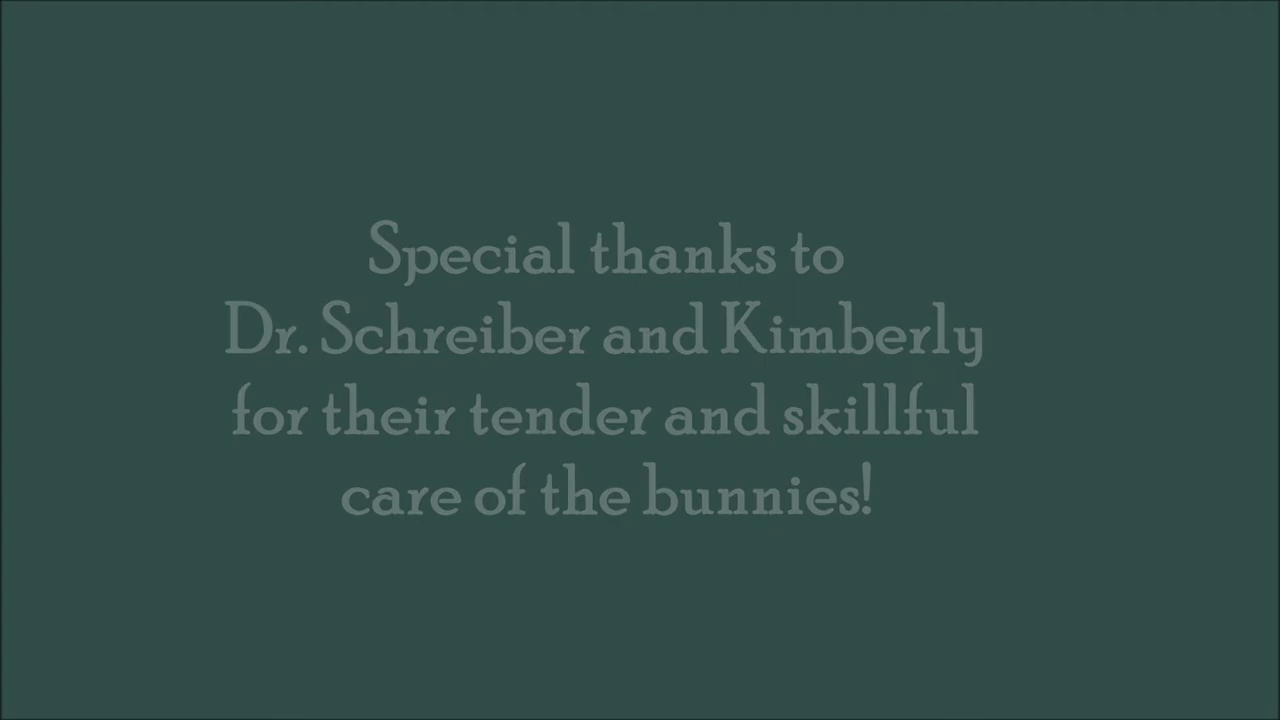 Special thanks to
Dr. Schreiber and Kimberly
for their tender and skillful
care of the bunnies!